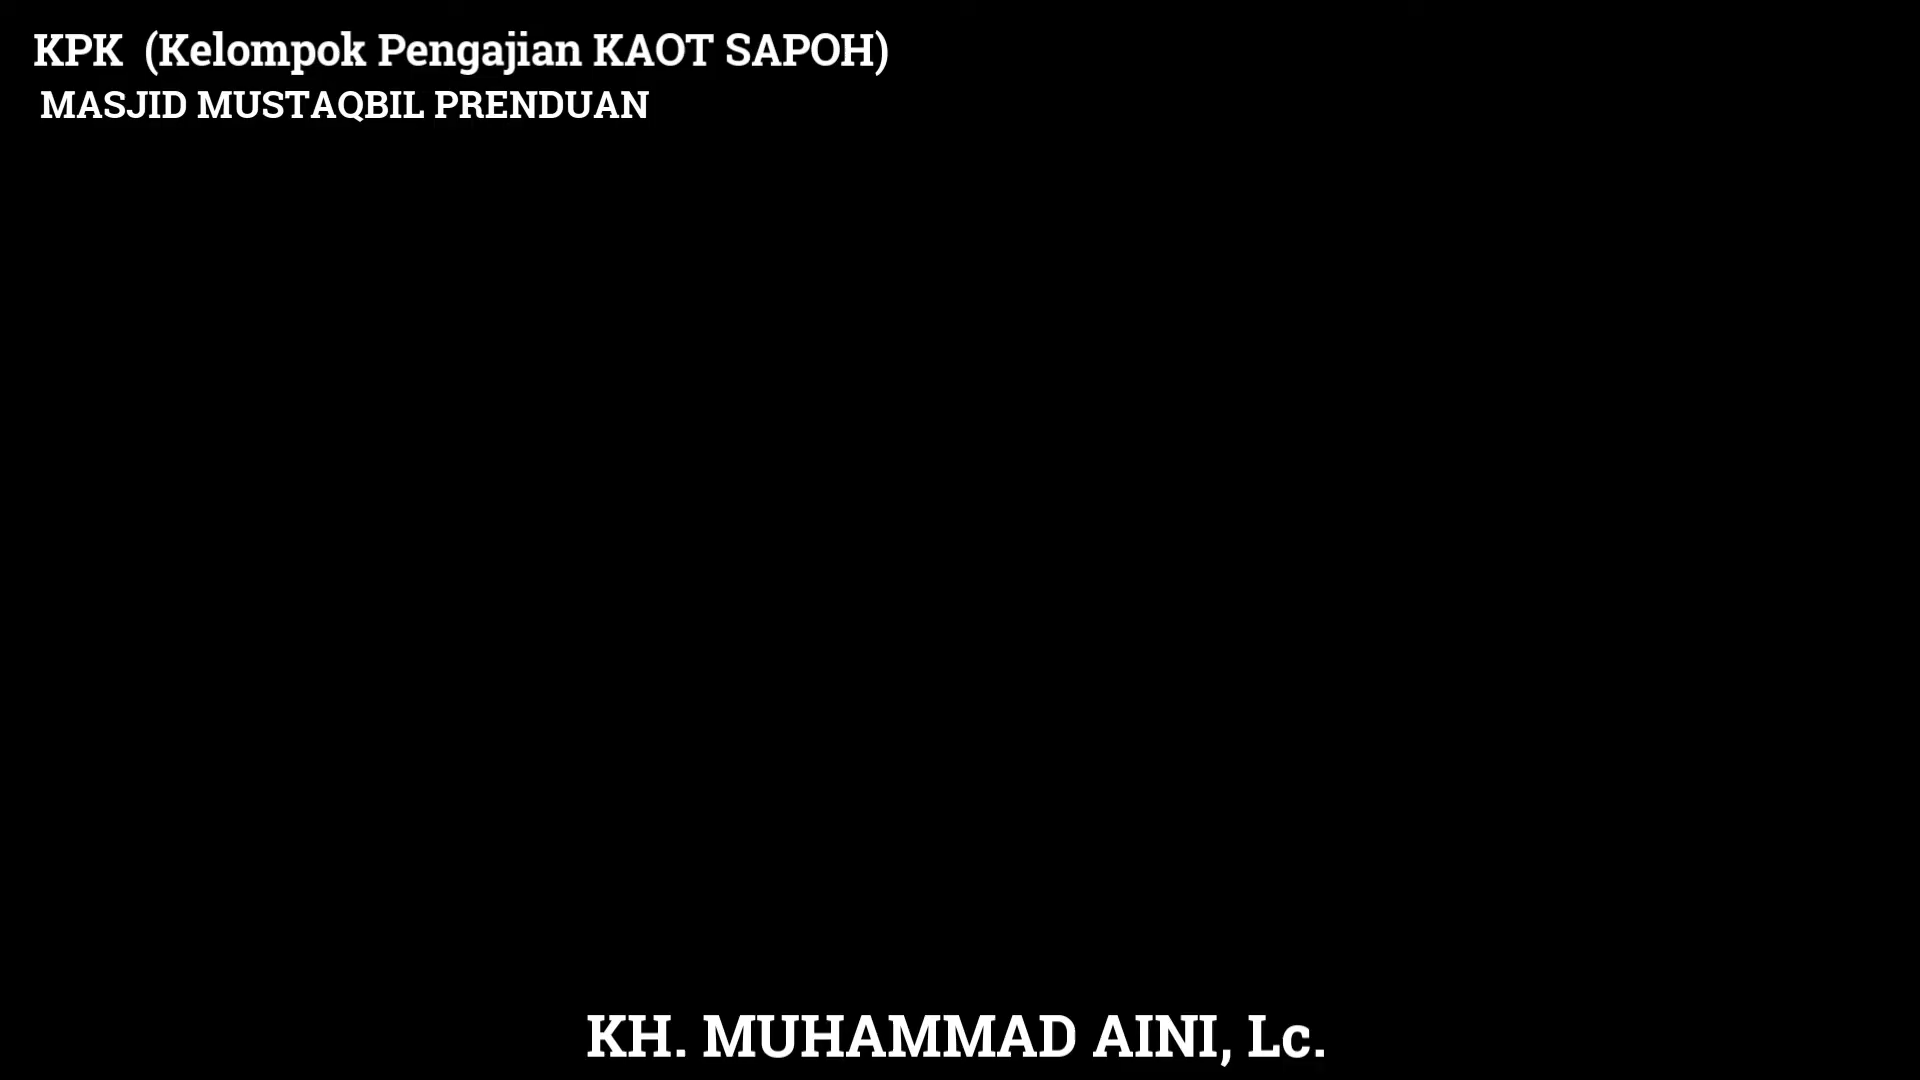 KPK (Kelompok Pengajian KAOT SAPOH)
MASJID MUSTAQBIL PRENDUAN
KH. MUHAMMAD AINI, Lc.